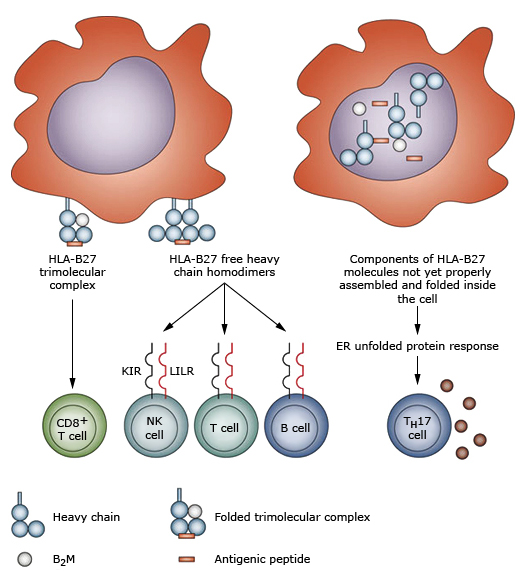 HLA-B27
trimolecular
complex
HLA-B27 free heavy
chain homodimers
Components of HLA-B27
molecules not yet properly
assembled and folded inside
the cell
ER unfolded protein response
KIR
LILR
CD8+
T cell
NK
cell
T cell
B cell
TH17
cell
Heavy chain
Folded trimolecular complex
B2M
Antigenic peptide